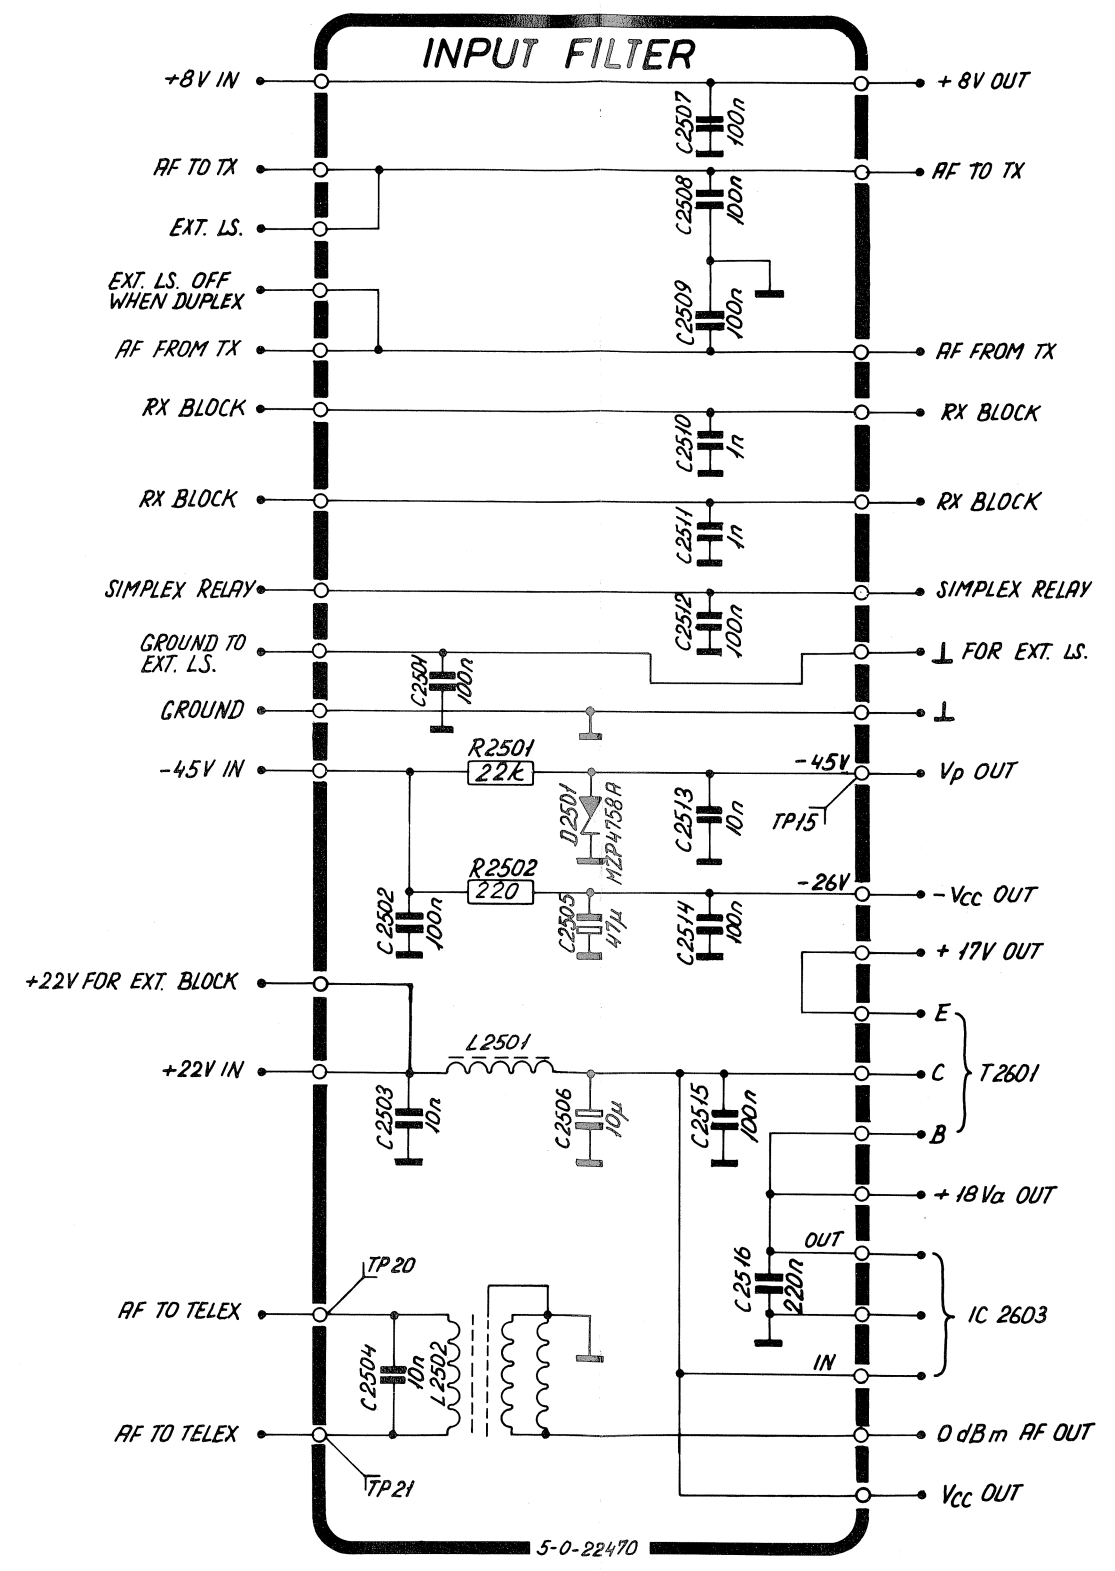 INPUT FILTER
+8V IN
+ 8V OUT
C2507
100n
AF TO TX
AF TO TX
C2508
100n
EXT. LS.
EXT. LS. OFF
WHEN DUPLEX
C2509
100n
AF FROM TX
AF FROM TX
RX BLOCK
RX BLOCK
C2510
1n
RX BLOCK
RX BLOCK
C2511
1n
SIMPLEX RELAY
SIMPLEX RELAY
C2512
100n
GROUND TO
EXT. LS.
FOR EXT. LS.
C2501
100n
GROUND
R2501
22k
-45V IN
-45V
Vp OUT
TP15
D2501
MZP4758A
C2513
10n
R2502
220
-26V
-Vcc OUT
C2502
100n
C2505
47µ
C2514
100n
+ 17V OUT
+22V FOR EXT. BLOCK
E
L2501
+22V IN
C
T2601
C2503
10n
C2506
10µ
C2515
100n
B
+ 18Va OUT
OUT
C2516
220n
TP20
AF TO TELEX
IC 2603
IN
C2504
10n
L2502
AF TO TELEX
0 dBm AF OUT
TP21
Vcc OUT
5-0-22470